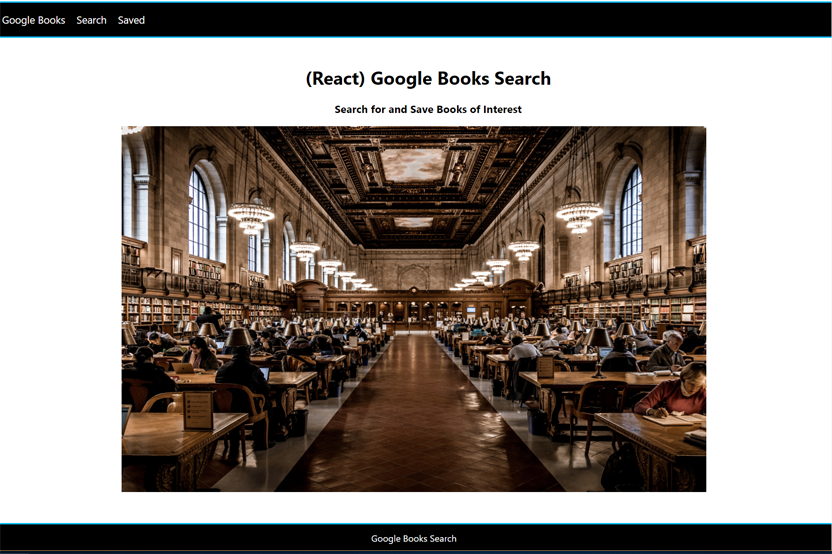 Google Books Search Saved
(React) Google Books Search
Search for and Save Books of Interest
Google Books Search